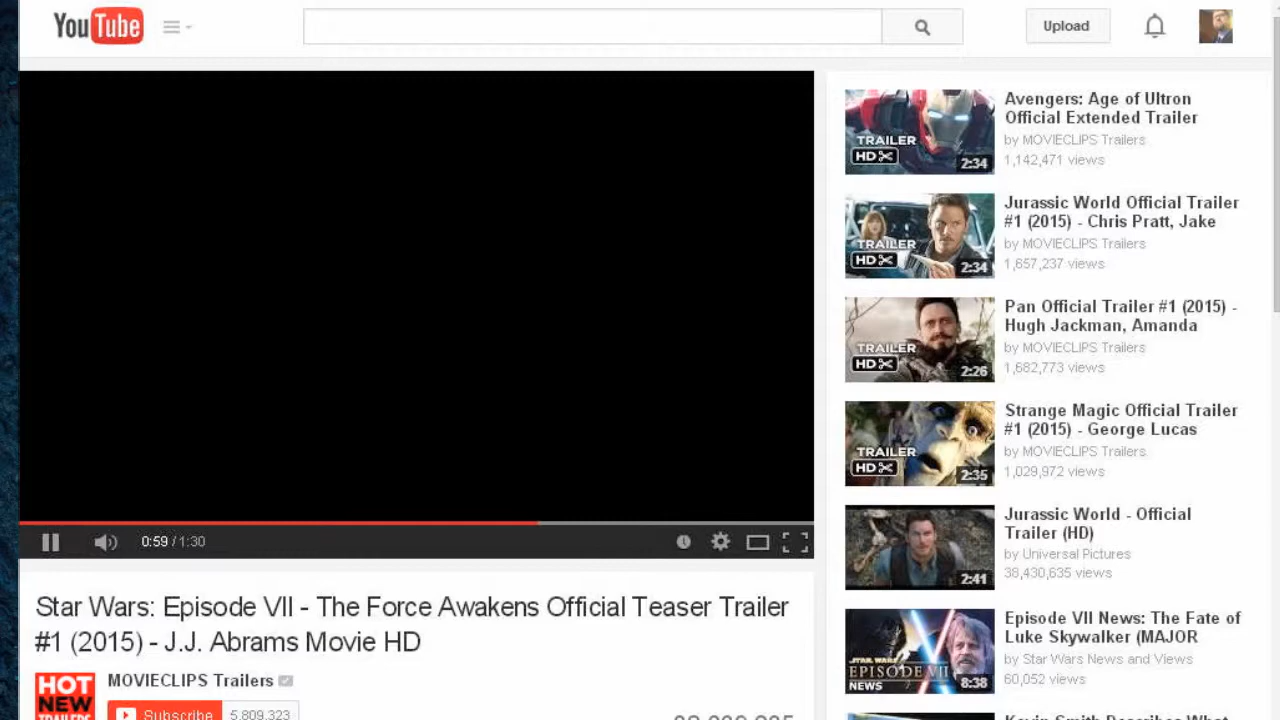 YouTube
Upload
Avengers: Age of Ultron
Official Extended Trailer
by MOVIECLIPS Trailers
1,142,471 views
TRAILER
HD
2:34
Jurassic World Official Trailer
#1 (2015) - Chris Pratt, Jake
by MOVIECLIPS Trailers
1,657,237 views
TRAILER
HD
2:34
Pan Official Trailer #1 (2015) -
Hugh Jackman, Amanda
by MOVIECLIPS Trailers
1,682,773 views
TRAILER
HD
2:26
Strange Magic Official Trailer
#1 (2015) - George Lucas
by MOVIECLIPS Trailers
1,029,972 views
TRAILER
HD
2:35
Jurassic World - Official
Trailer (HD)
by Universal Pictures
38,430,635 views
2:41
Episode VII News: The Fate of
Luke Skywalker (MAJOR
by Star Wars News and Views
60,052 views
STAR WARS
EPISODE VII
NEWS
8:38
Kevin Smith Describes What
0:59 / 1:30
Star Wars: Episode VII - The Force Awakens Official Teaser Trailer
#1 (2015) - J.J. Abrams Movie HD
HOT
NEW
TRAILERS
MOVIECLIPS Trailers
Subscribe
5,809,323